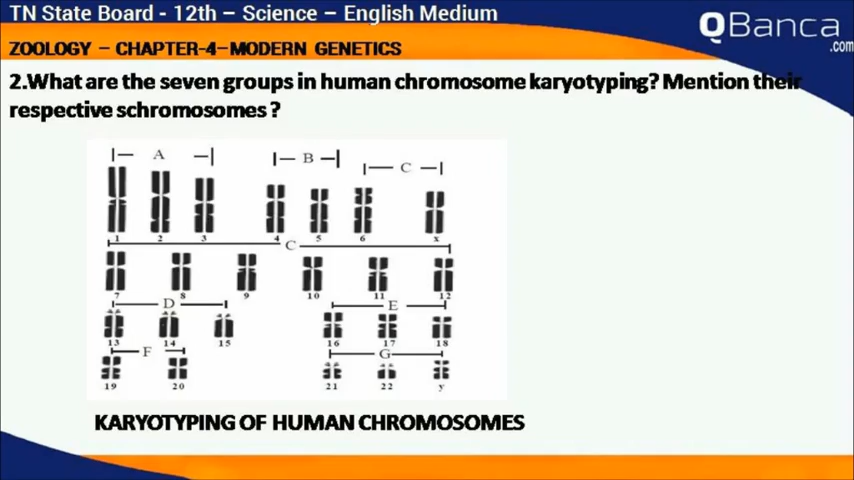 TN State Board - 12th – Science – English Medium
QBanca
.com
ZOOLOGY – CHAPTER-4–MODERN GENETICS
2.What are the seven groups in human chromosome karyotyping? Mention their
respective schromosomes ?
A B C
1 2 3 4 5 6 x
C
7 8 9 10 11 12
D E
13 14 15 16 17 18
F G
19 20 21 22 y
KARYOTYPING OF HUMAN CHROMOSOMES